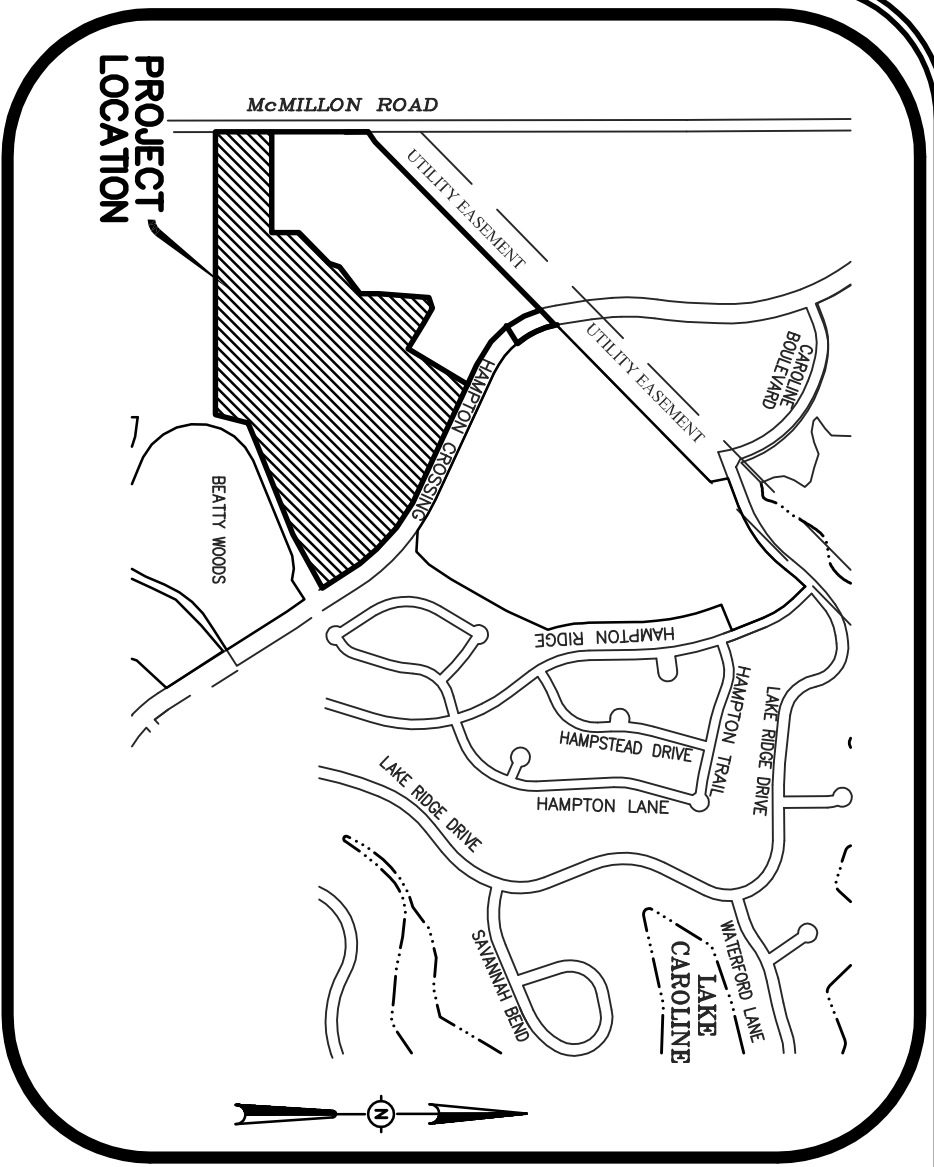 McMILLON ROAD
PROJECT
LOCATION
UTILITY EASEMENT
UTILITY EASEMENT
CAROLINE
BOULEVARD
HAMPTON CROSSING
BEATTY WOODS
HAMPTON RIDGE
HAMPTON TRAIL
LAKE RIDGE DRIVE
HAMPSTEAD DRIVE
HAMPTON LANE
LAKE RIDGE DRIVE
SAVANNAH BEND
WATERFORD LANE
LAKE
CAROLINE
N